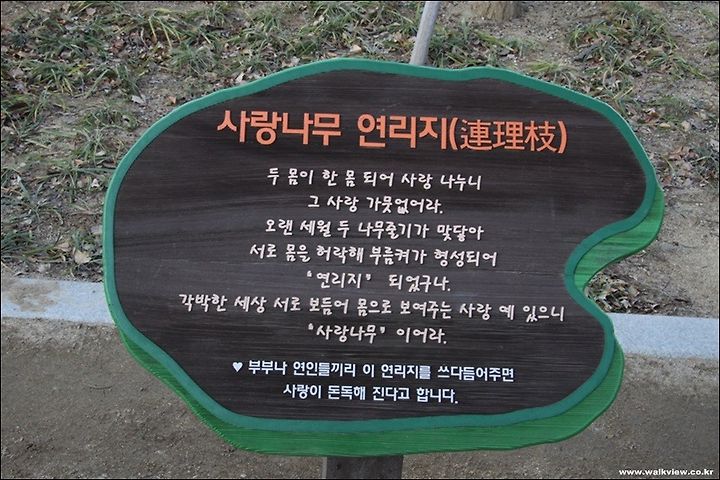 사랑나무 연리지(連理枝)
두 몸이 한 몸 되어 사랑 나누니
그 사랑 가뭇없어라.
오랜 세월 두 나무줄기가 맞닿아
서로 몸을 허락해 부름켜가 형성되어
"연리지" 되었구나.
각박한 세상 서로 보듬어 몸으로 보여주는 사랑 예 있으니
"사랑나무" 이어라.
♥ 부부나 연인들끼리 이 연리지를 쓰다듬어주면
사랑이 돈독해 진다고 합니다.
www.walkview.co.kr